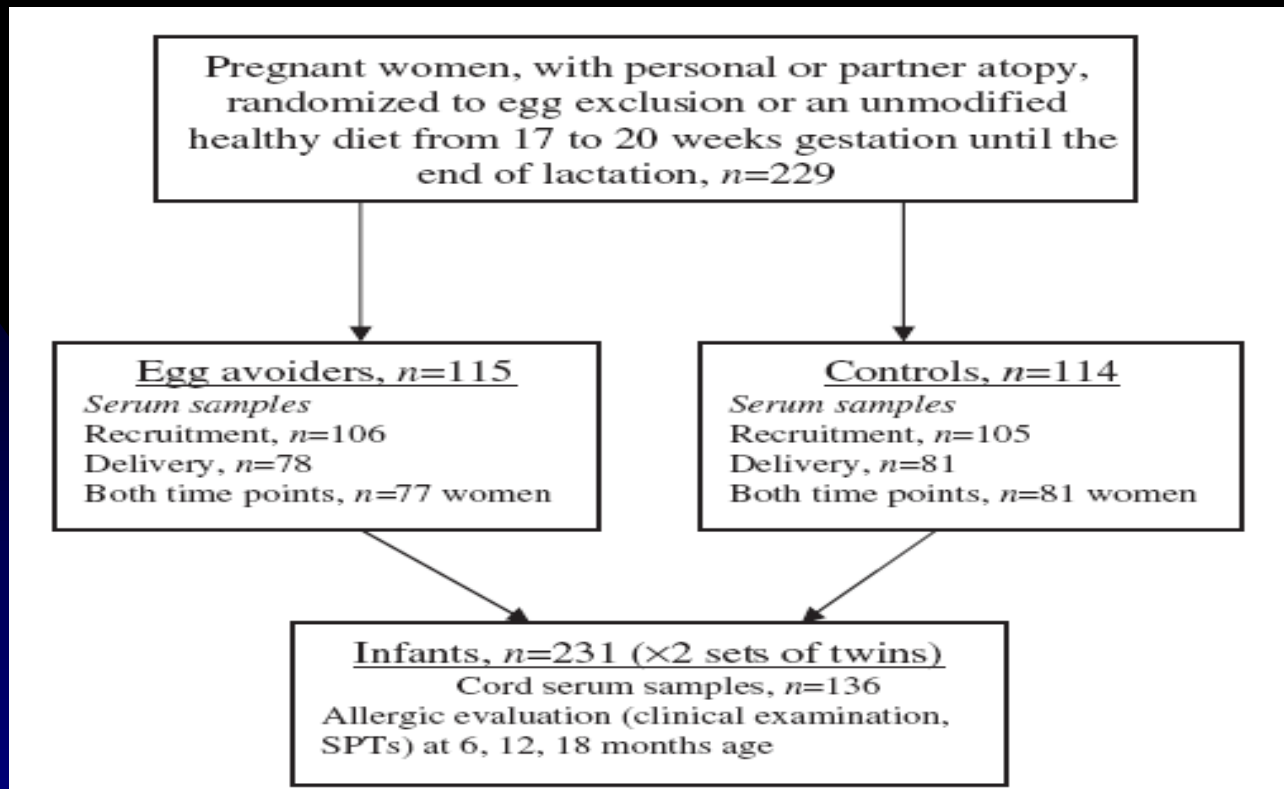 Pregnant women, with personal or partner atopy,
randomized to egg exclusion or an unmodified
healthy diet from 17 to 20 weeks gestation until the
end of lactation, n=229
Egg avoiders, n=115
Serum samples
Recruitment, n=106
Delivery, n=78
Both time points, n=77 women
Controls, n=114
Serum samples
Recruitment, n=105
Delivery, n=81
Both time points, n=81 women
Infants, n=231 (×2 sets of twins)
Cord serum samples, n=136
Allergic evaluation (clinical examination,
SPTs) at 6, 12, 18 months age